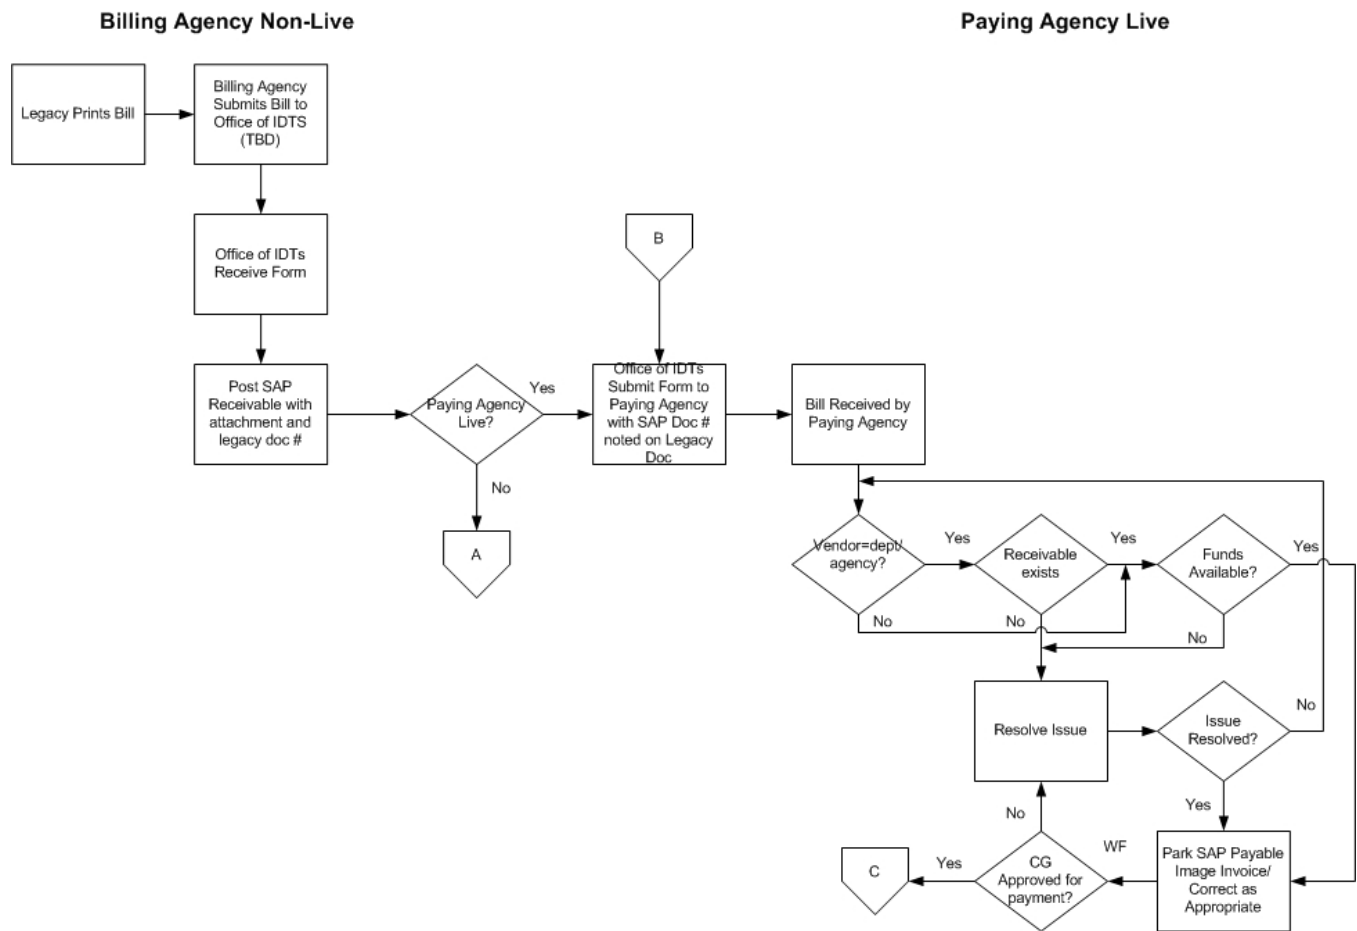 Billing Agency Non-Live
Paying Agency Live
Legacy Prints Bill
Billing Agency
Submits Bill to
Office of IDTS
(TBD)
Office of IDTs
Receive Form
B
Post SAP
Receivable with
attachment and
legacy doc #
Paying Agency
Live?
Yes
No
A
Office of IDTs
Submit Form to
Paying Agency
with SAP Doc #
noted on Legacy
Doc
Bill Received by
Paying Agency
Vendor=dept/
agency?
Yes
No
Receivable
exists
Yes
No
Funds
Available?
Yes
No
Resolve Issue
Issue
Resolved?
No
Yes
Park SAP Payable
Image Invoice/
Correct as
Appropriate
WF
CG
Approved for
payment?
No
Yes
C